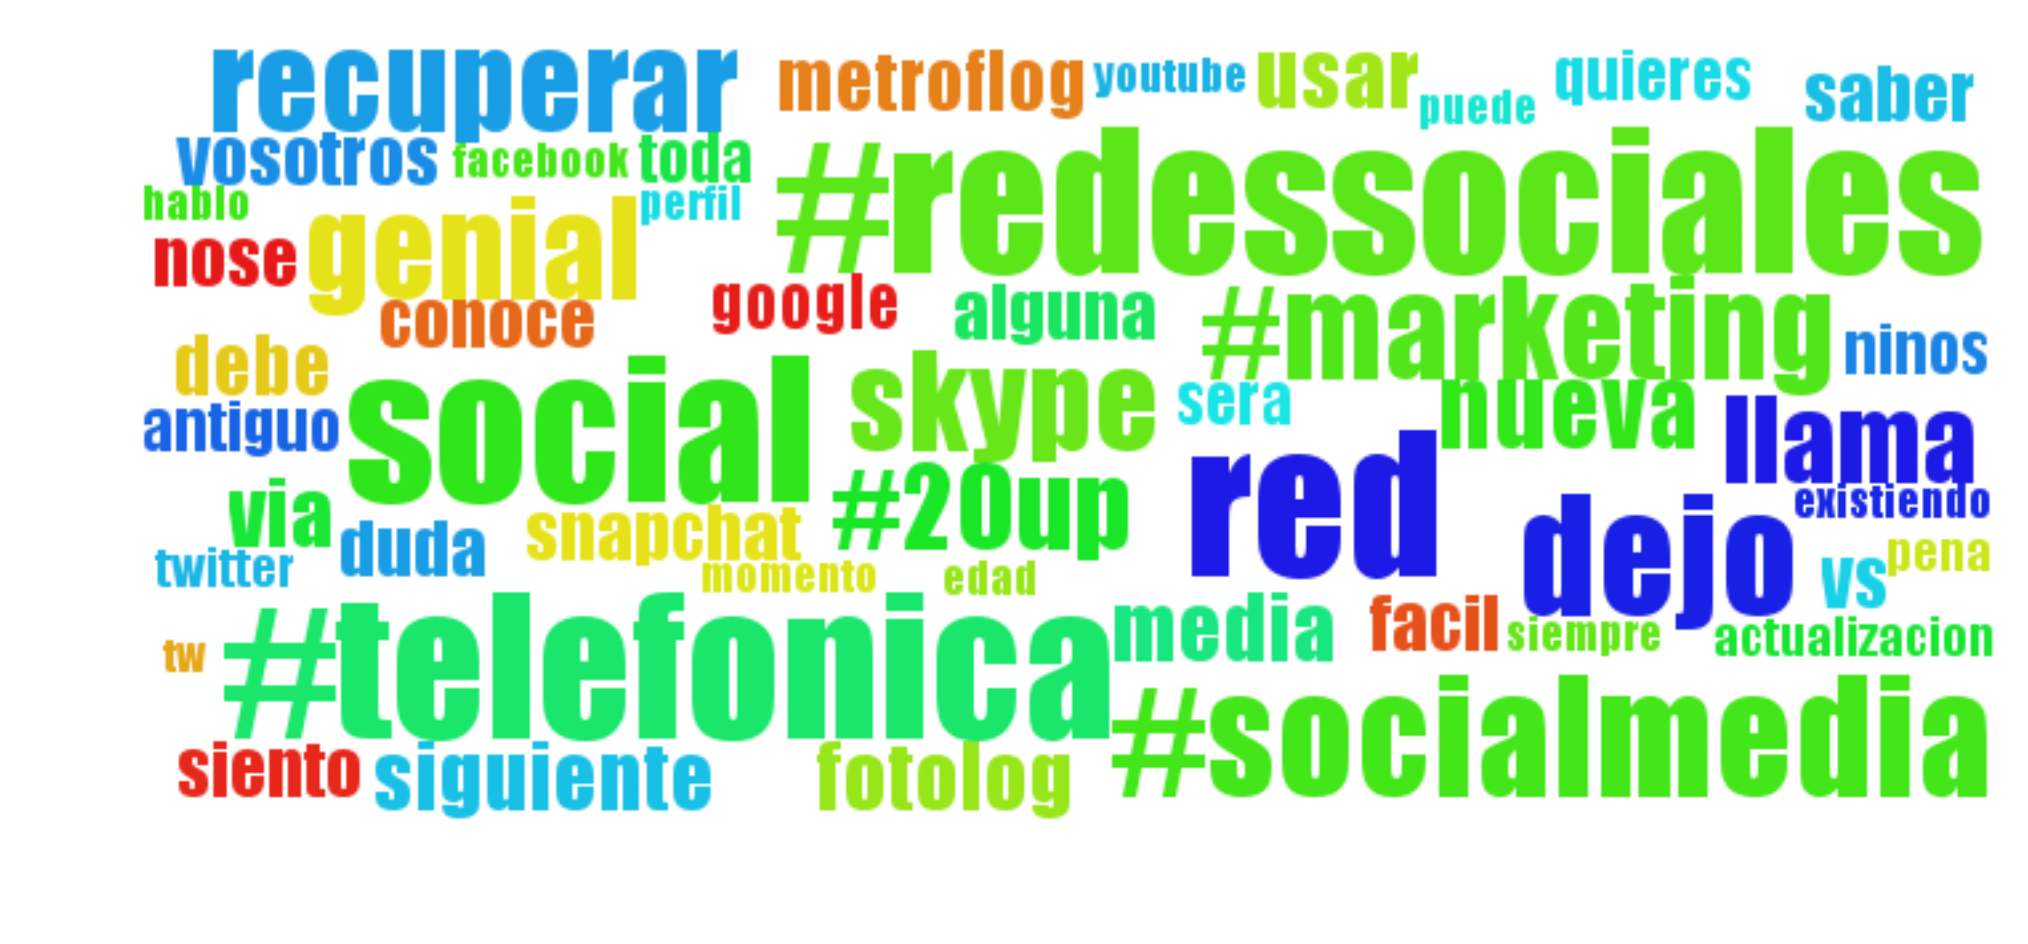 recuperar metroflog youtube usar puede quieres saber
vosotros facebook toda #redessociales
hablo perfil
nose genial
conoce google alguna #marketing ninos
debe social skype sera nueva llama
antiguo red existiendo
via #20up dejo
duda snapchat pena
twitter momento edad vs
tw #telefonica media facil siempre actualizacion
#socialmedia
siento siguiente fotolog